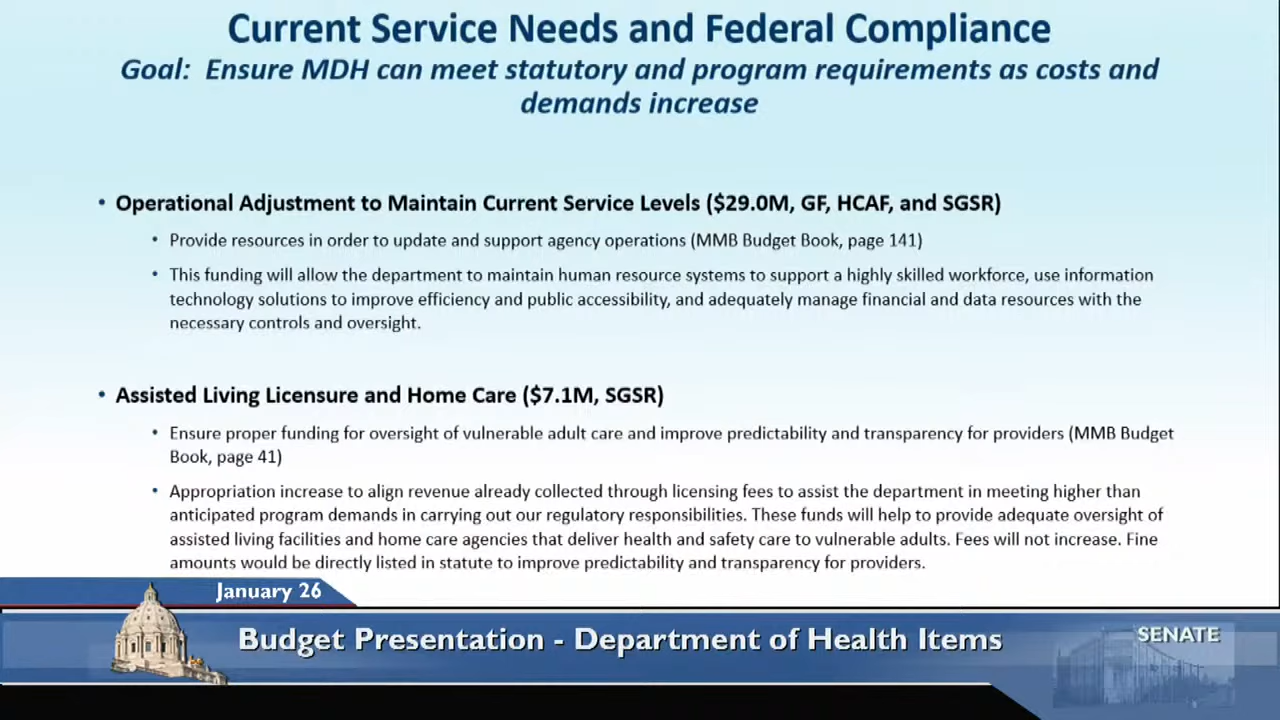 Current Service Needs and Federal Compliance
Goal: Ensure MDH can meet statutory and program requirements as costs and
demands increase
• Operational Adjustment to Maintain Current Service Levels ($29.0M, GF, HCAF, and SGSR)
• Provide resources in order to update and support agency operations (MMB Budget Book, page 141)
• This funding will allow the department to maintain human resource systems to support a highly skilled workforce, use information
technology solutions to improve efficiency and public accessibility, and adequately manage financial and data resources with the
necessary controls and oversight.
• Assisted Living Licensure and Home Care ($7.1M, SGSR)
• Ensure proper funding for oversight of vulnerable adult care and improve predictability and transparency for providers (MMB Budget
Book, page 41)
• Appropriation increase to align revenue already collected through licensing fees to assist the department in meeting higher than
anticipated program demands in carrying out our regulatory responsibilities. These funds will help to provide adequate oversight of
assisted living facilities and home care agencies that deliver health and safety care to vulnerable adults. Fees will not increase. Fine
amounts would be directly listed in statute to improve predictability and transparency for providers.
January 26
Budget Presentation - Department of Health Items
SENATE